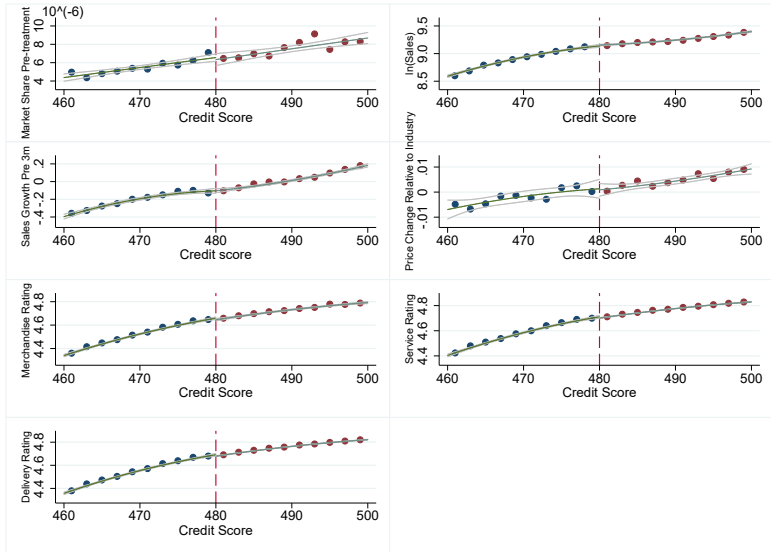 10^(-6)
Market Share Pre-treatment
10
8
6
4
460 470 480 490 500
Credit Score
ln(Sales)
9.5
9.0
8.5
460 470 480 490 500
Credit Score
Sales Growth Pre 3m
.2
0
-.2
-.4
460 470 480 490 500
Credit score
Price Change Relative to Industry
.01
0
-.01
460 470 480 490 500
Credit Score
Merchandise Rating
4.8
4.6
4.4
460 470 480 490 500
Credit Score
Service Rating
4.8
4.6
4.4
460 470 480 490 500
Credit Score
Delivery Rating
4.8
4.6
4.4
460 470 480 490 500
Credit Score